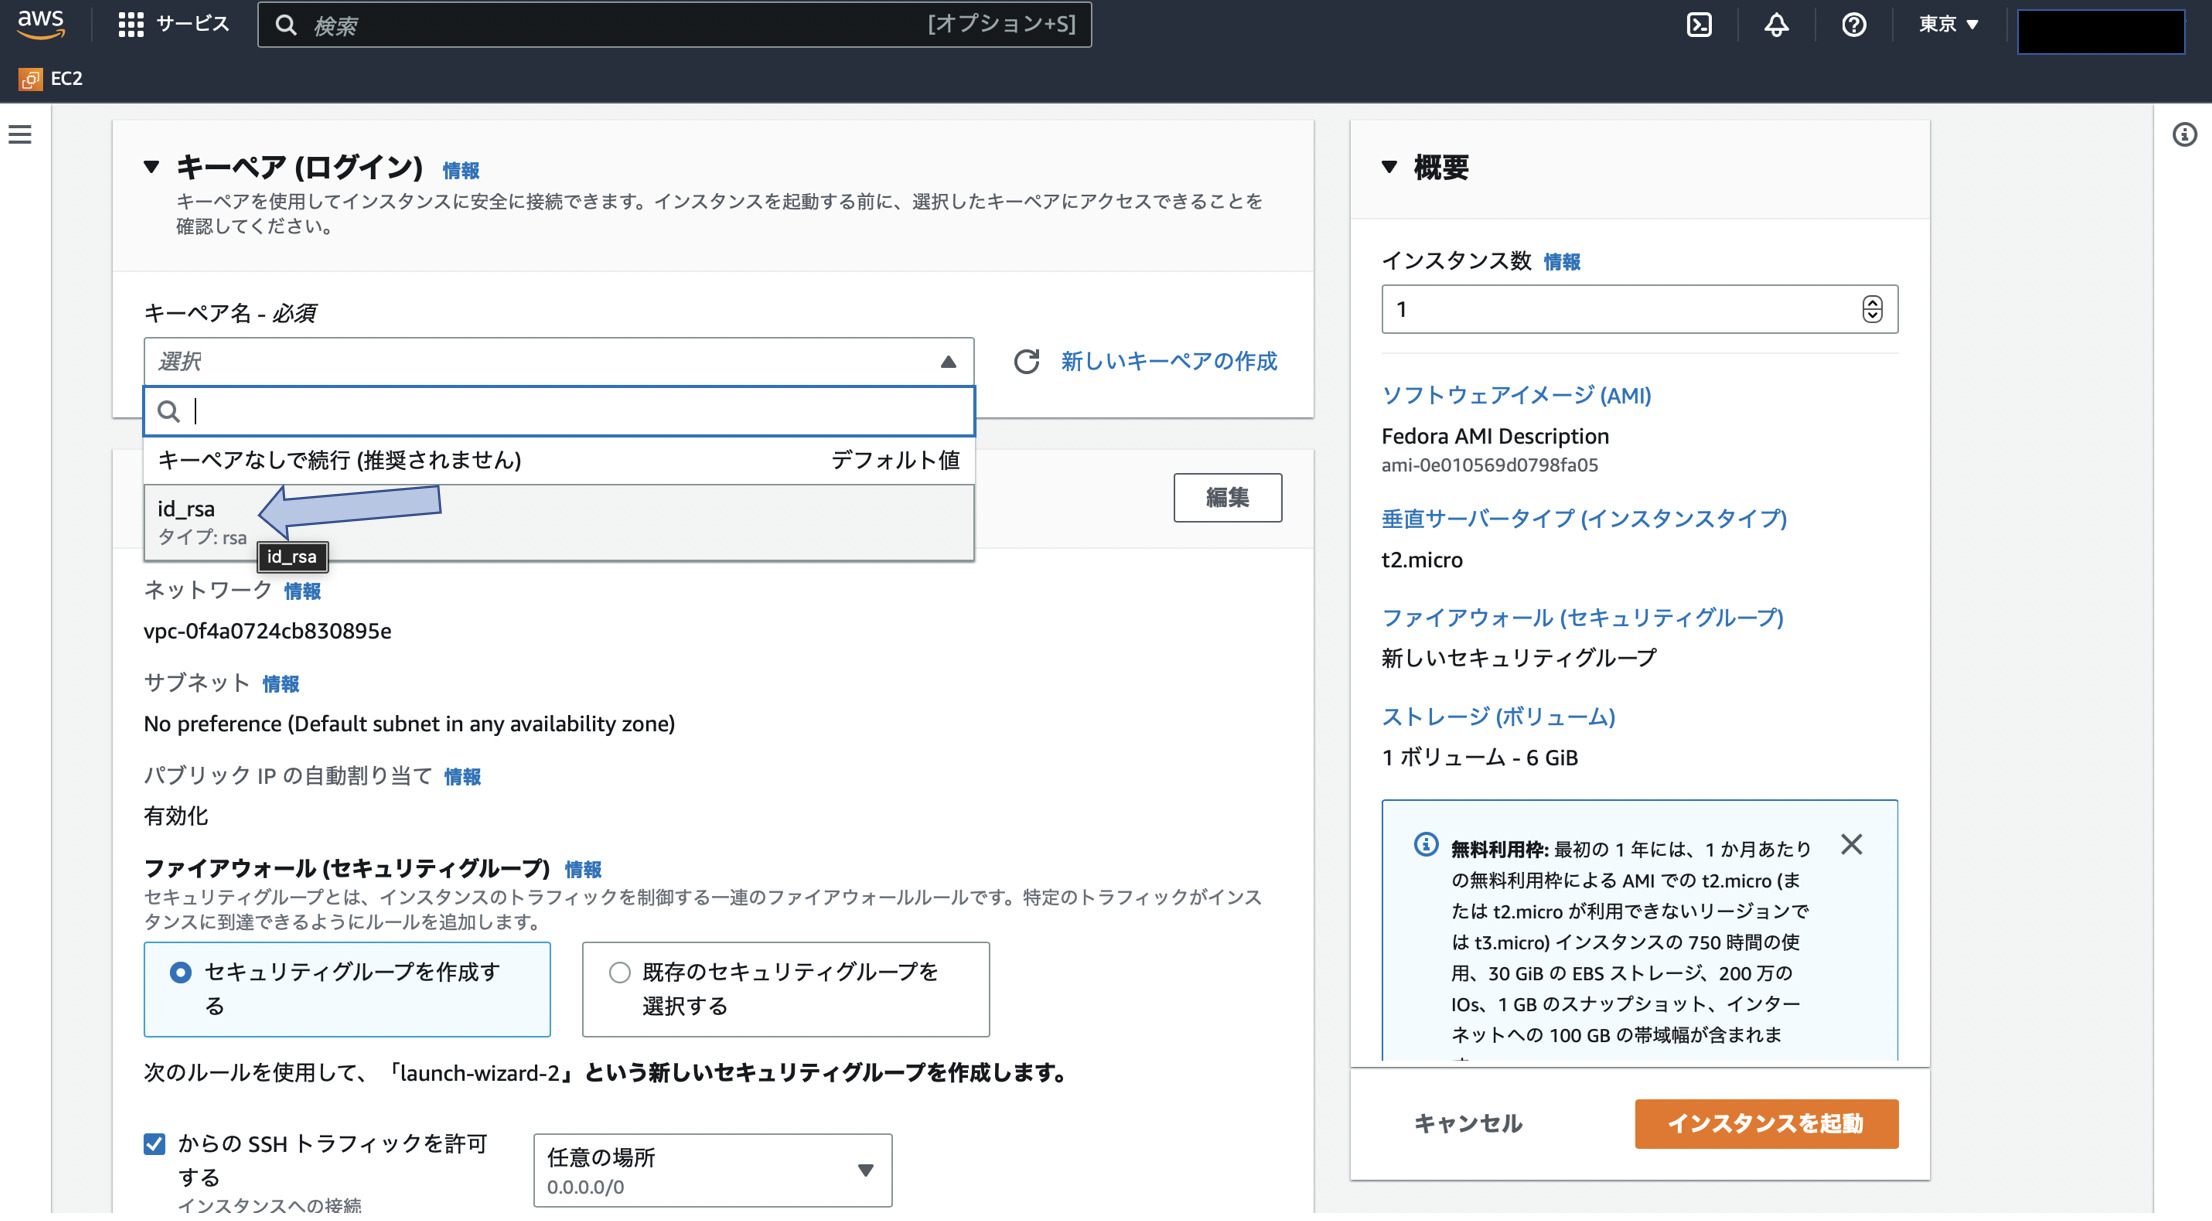 aws
サービス
検索
[オプション+S]
東京
EC2
キーペア (ログイン) 情報
キーペアを使用してインスタンスに安全に接続できます。インスタンスを起動する前に、選択したキーペアにアクセスできることを
確認してください。
キーペア名 - 必須
選択
新しいキーペアの作成
キーペアなしで続行 (推奨されません)
デフォルト値
id_rsa
タイプ: rsa
id_rsa
編集
ネットワーク 情報
vpc-0f4a0724cb830895e
サブネット 情報
No preference (Default subnet in any availability zone)
パブリック IP の自動割り当て 情報
有効化
ファイアウォール (セキュリティグループ) 情報
セキュリティグループとは、インスタンスのトラフィックを制御する一連のファイアウォールルールです。特定のトラフィックがインス
タンスに到達できるようにルールを追加します。
セキュリティグループを作成す
る
既存のセキュリティグループを
選択する
次のルールを使用して、「launch-wizard-2」という新しいセキュリティグループを作成します。
からの SSH トラフィックを許可
する
インスタンスへの接続
任意の場所
0.0.0.0/0
概要
インスタンス数 情報
1
ソフトウェアイメージ (AMI)
Fedora AMI Description
ami-0e010569d0798fa05
垂直サーバータイプ (インスタンスタイプ)
t2.micro
ファイアウォール (セキュリティグループ)
新しいセキュリティグループ
ストレージ (ボリューム)
1 ボリューム - 6 GiB
無料利用枠: 最初の 1 年には、1 か月あたり
の無料利用枠による AMI での t2.micro (ま
たは t2.micro が利用できないリージョンで
は t3.micro) インスタンスの 750 時間の使
用、30 GiB の EBS ストレージ、200 万の
IOs、1 GB のスナップショット、インター
ネットへの 100 GB の帯域幅が含まれま
キャンセル
インスタンスを起動